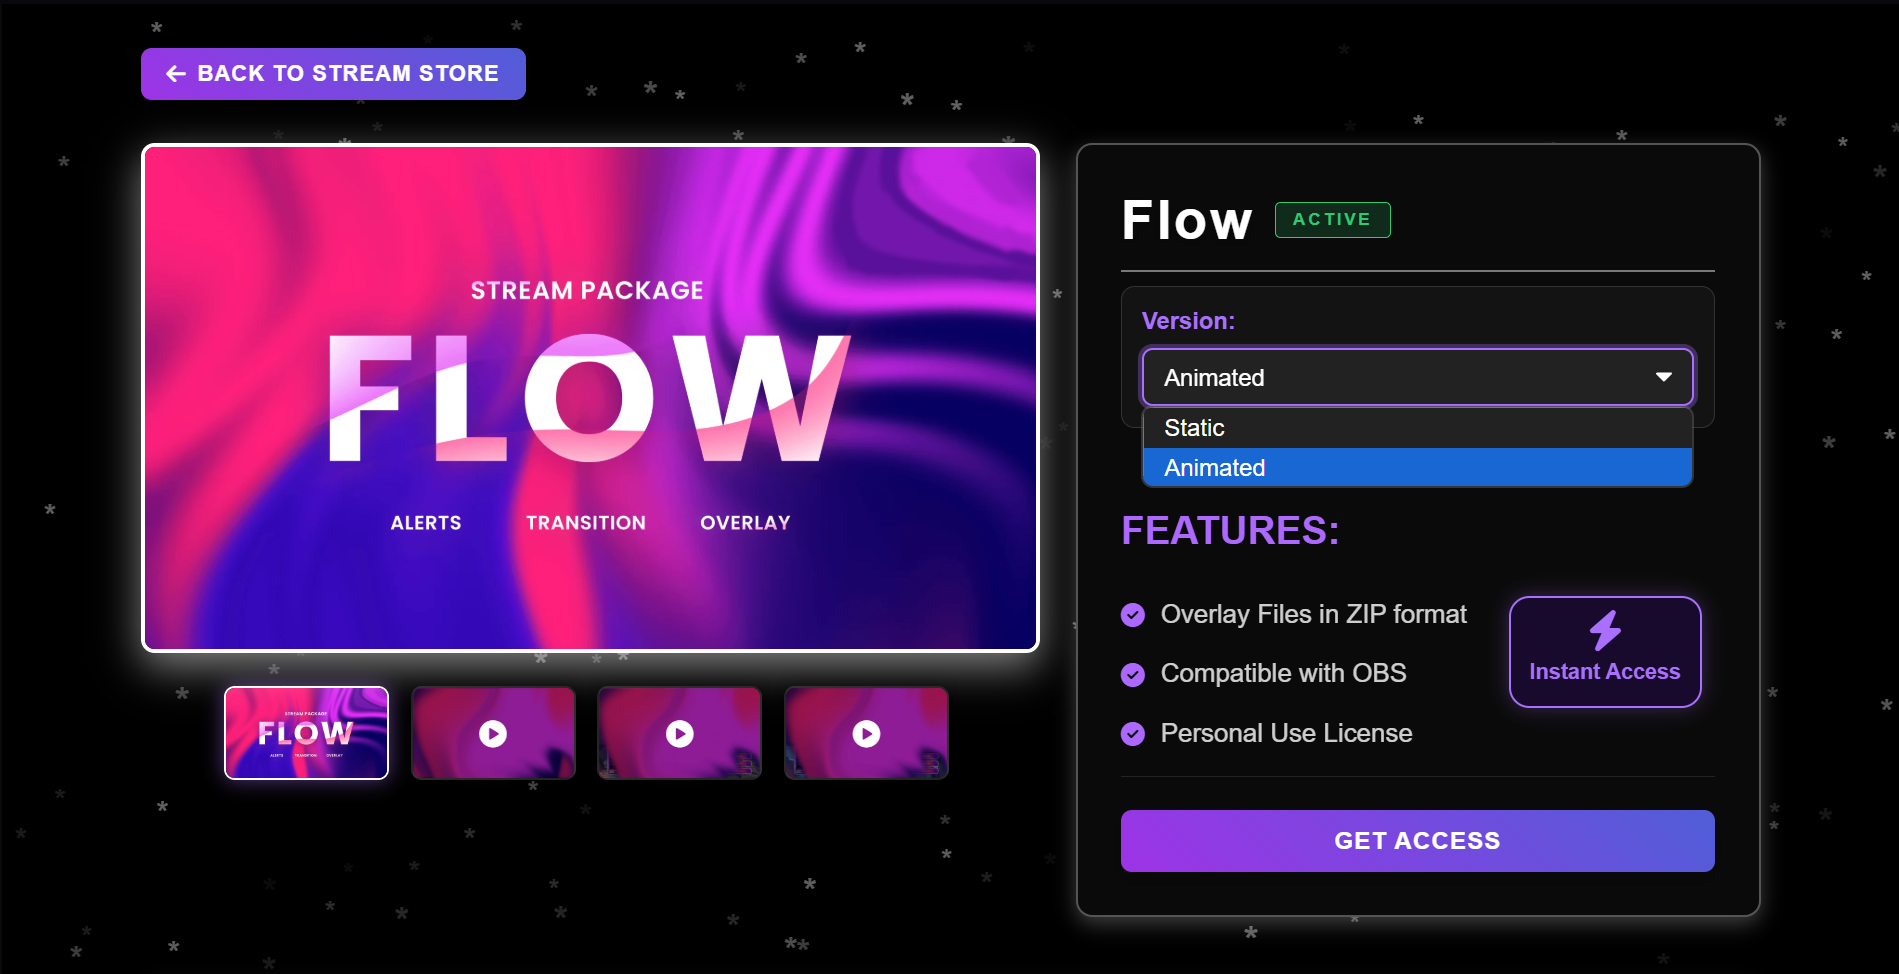 BACK TO STREAM STORE
STREAM PACKAGE
FLOW
ALERTS TRANSITION OVERLAY
STREAM PACKAGE
FLOW
ALERTS TRANSITION OVERLAY
Flow ACTIVE
Version:
Animated
Static
Animated
FEATURES:
Overlay Files in ZIP format
Compatible with OBS
Personal Use License
Instant Access
GET ACCESS